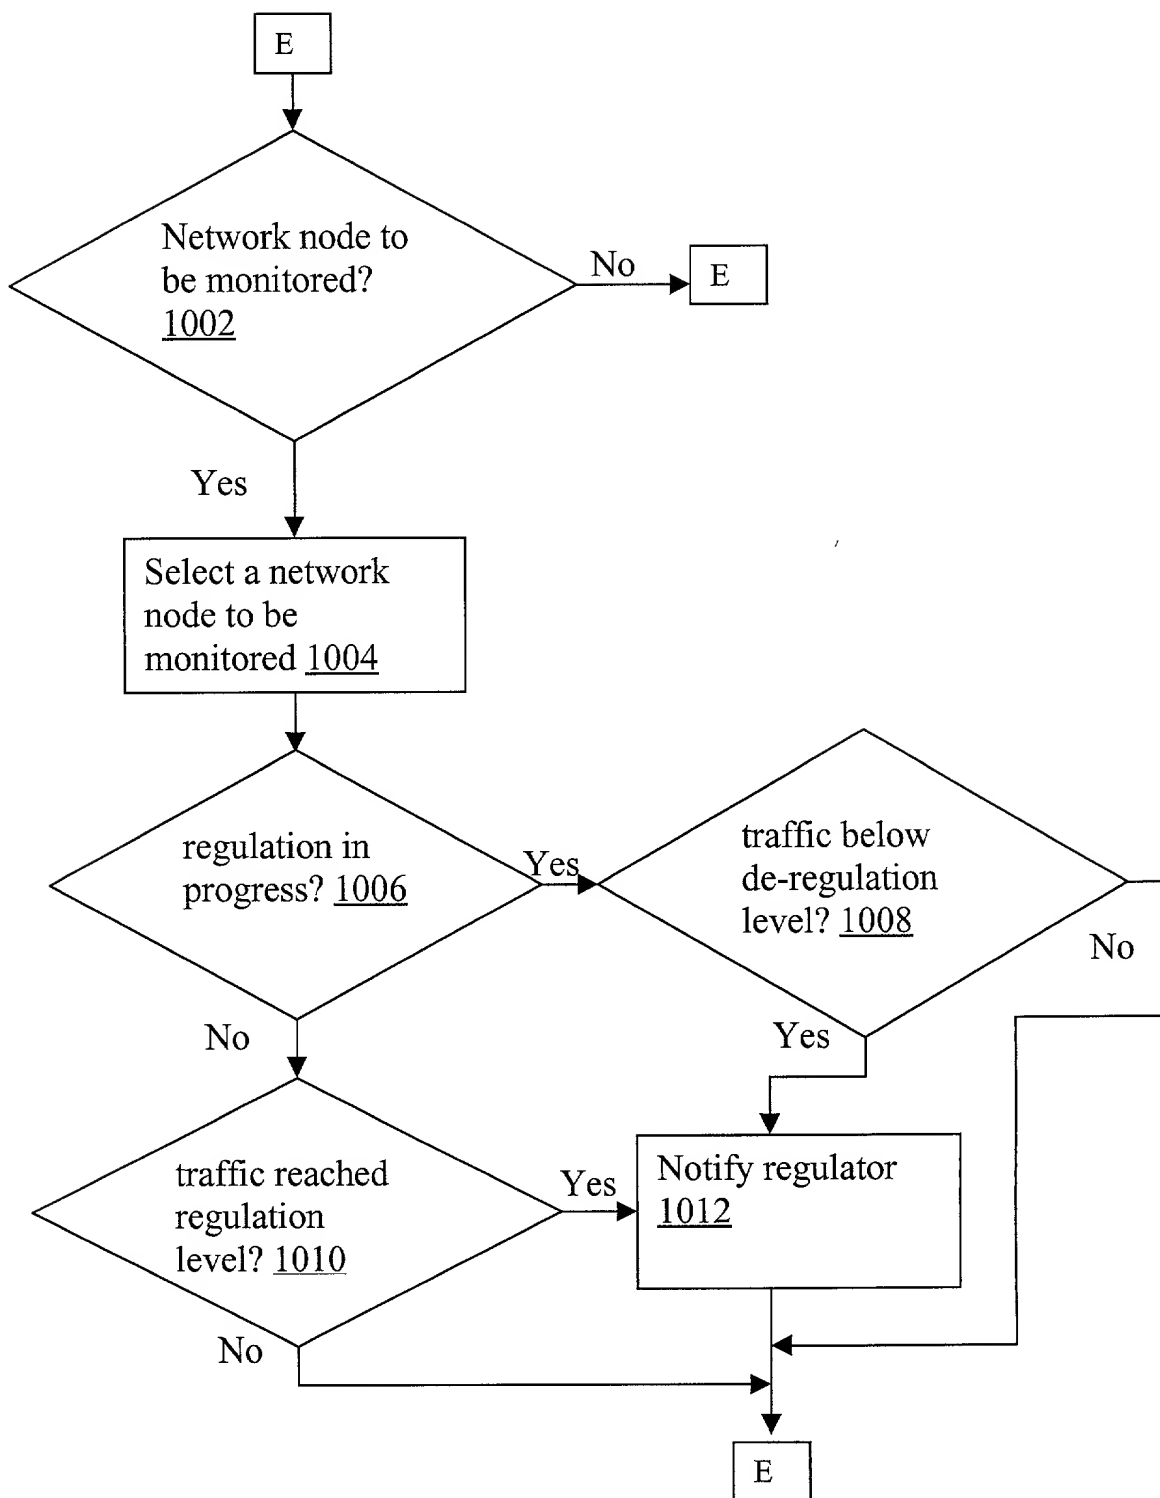 E
Network node to
be monitored?
1002
No
E
Yes
Select a network
node to be
monitored 1004
regulation in
progress? 1006
Yes
traffic below
de-regulation
level? 1008
No
No
Yes
traffic reached
regulation
level? 1010
Yes
Notify regulator
1012
No
E